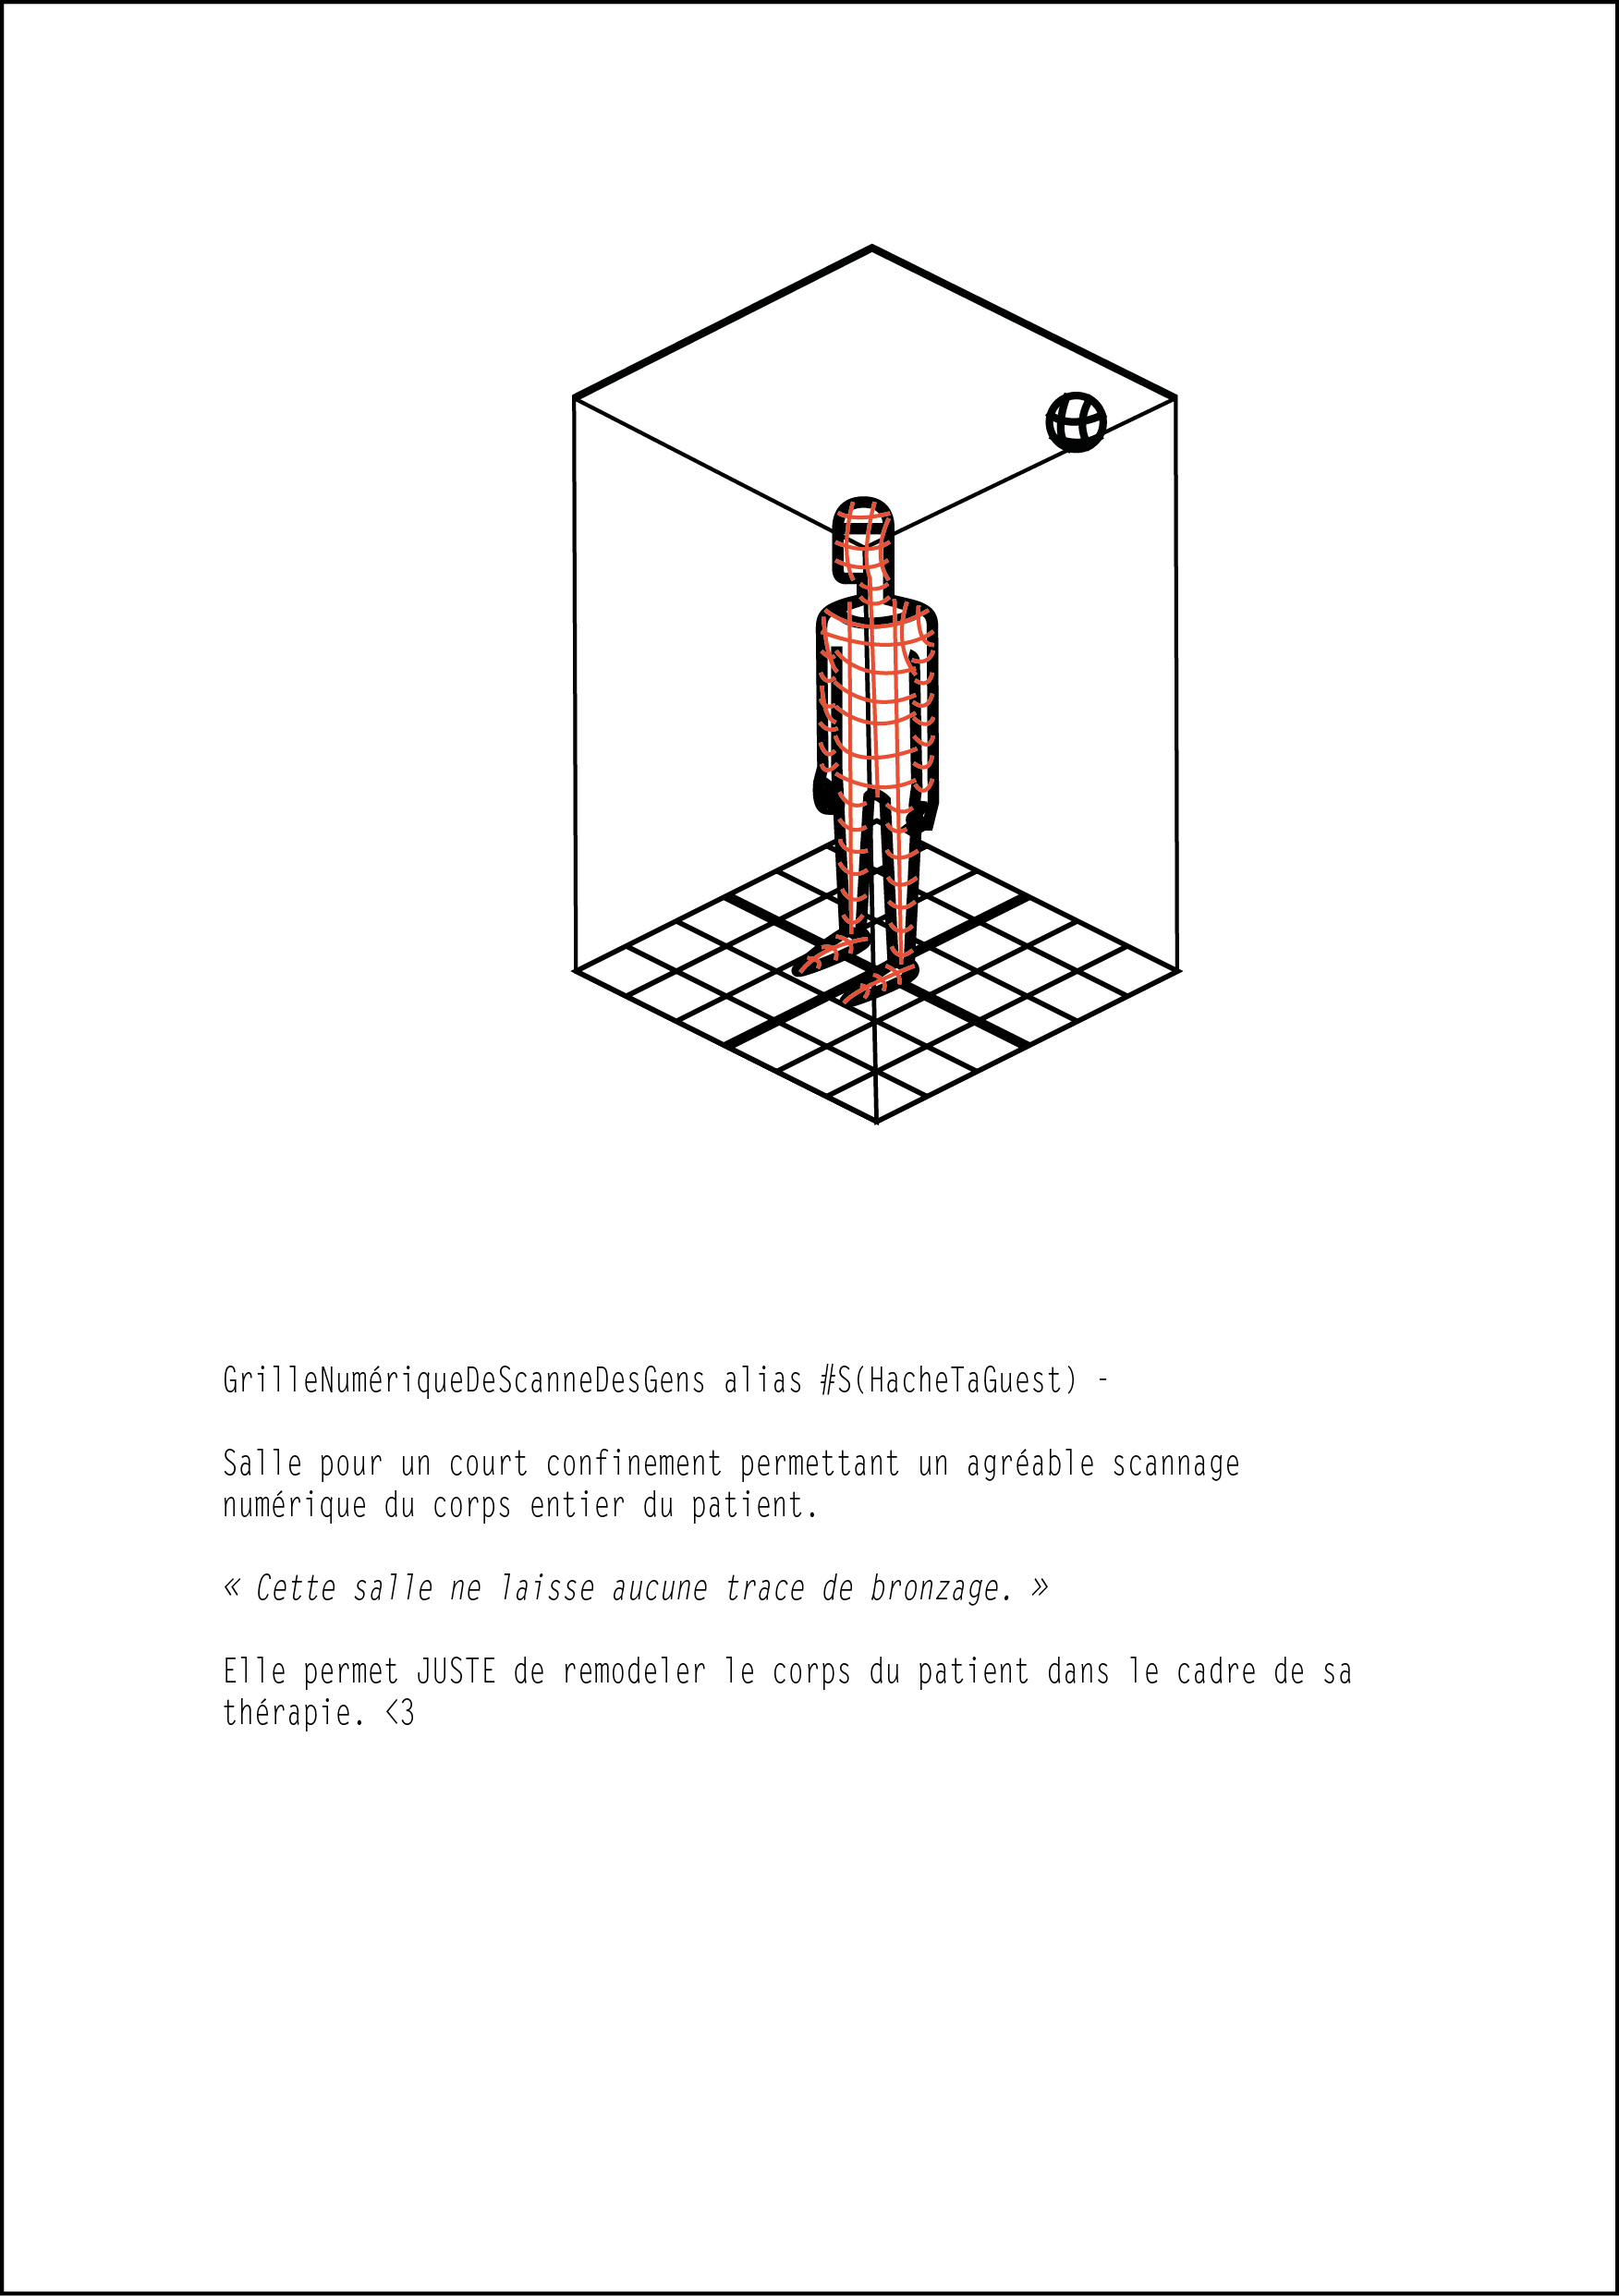 GrilleNumériqueDeScanneDesGens alias #S(HacheTaGuest) -
Salle pour un court confinement permettant un agréable scannage
numérique du corps entier du patient.
« Cette salle ne laisse aucune trace de bronzage. »
Elle permet JUSTE de remodeler le corps du patient dans le cadre de sa
thérapie. <3